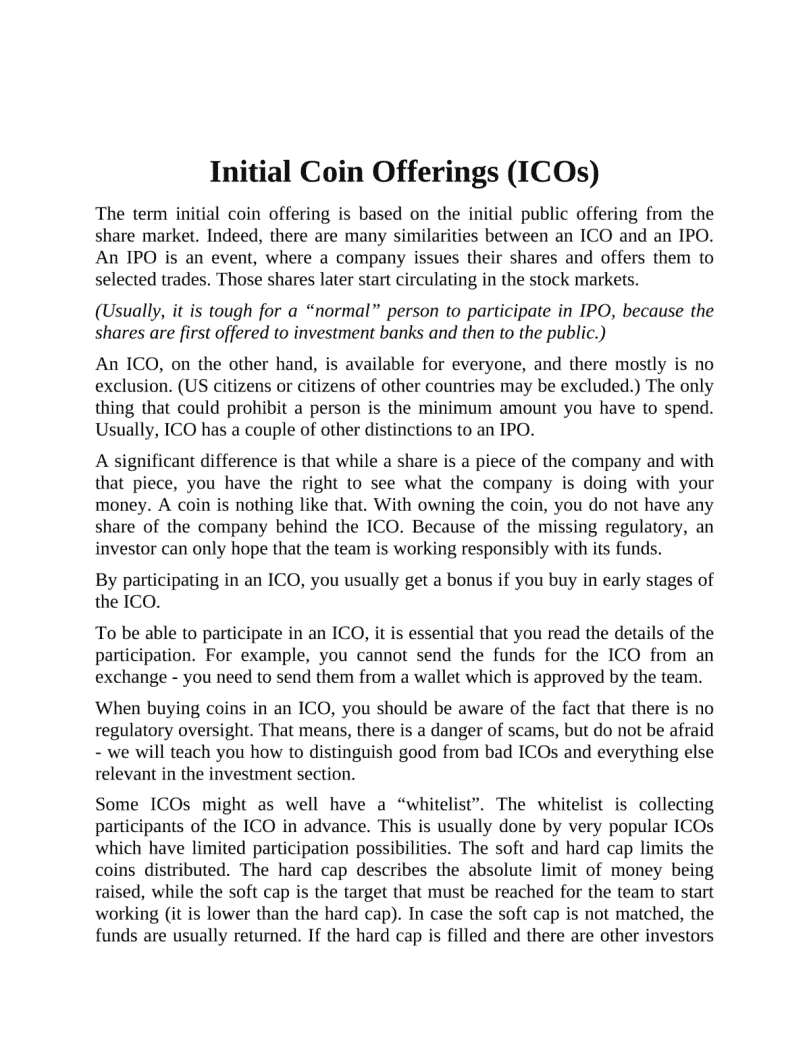 Initial Coin Offerings (ICOs)
The term initial coin offering is based on the initial public offering from the
share market. Indeed, there are many similarities between an ICO and an IPO.
An IPO is an event, where a company issues their shares and offers them to
selected trades. Those shares later start circulating in the stock markets.
(Usually, it is tough for a “normal” person to participate in IPO, because the
shares are first offered to investment banks and then to the public.)
An ICO, on the other hand, is available for everyone, and there mostly is no
exclusion. (US citizens or citizens of other countries may be excluded.) The only
thing that could prohibit a person is the minimum amount you have to spend.
Usually, ICO has a couple of other distinctions to an IPO.
A significant difference is that while a share is a piece of the company and with
that piece, you have the right to see what the company is doing with your
money. A coin is nothing like that. With owning the coin, you do not have any
share of the company behind the ICO. Because of the missing regulatory, an
investor can only hope that the team is working responsibly with its funds.
By participating in an ICO, you usually get a bonus if you buy in early stages of
the ICO.
To be able to participate in an ICO, it is essential that you read the details of the
participation. For example, you cannot send the funds for the ICO from an
exchange - you need to send them from a wallet which is approved by the team.
When buying coins in an ICO, you should be aware of the fact that there is no
regulatory oversight. That means, there is a danger of scams, but do not be afraid
- we will teach you how to distinguish good from bad ICOs and everything else
relevant in the investment section.
Some ICOs might as well have a “whitelist”. The whitelist is collecting
participants of the ICO in advance. This is usually done by very popular ICOs
which have limited participation possibilities. The soft and hard cap limits the
coins distributed. The hard cap describes the absolute limit of money being
raised, while the soft cap is the target that must be reached for the team to start
working (it is lower than the hard cap). In case the soft cap is not matched, the
funds are usually returned. If the hard cap is filled and there are other investors